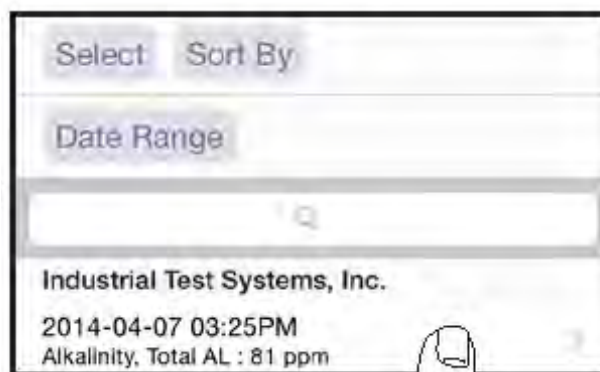 Select Sort By
Date Range
Industrial Test Systems, Inc.
2014-04-07 03:25PM
Alkalinity, Total AL : 81 ppm